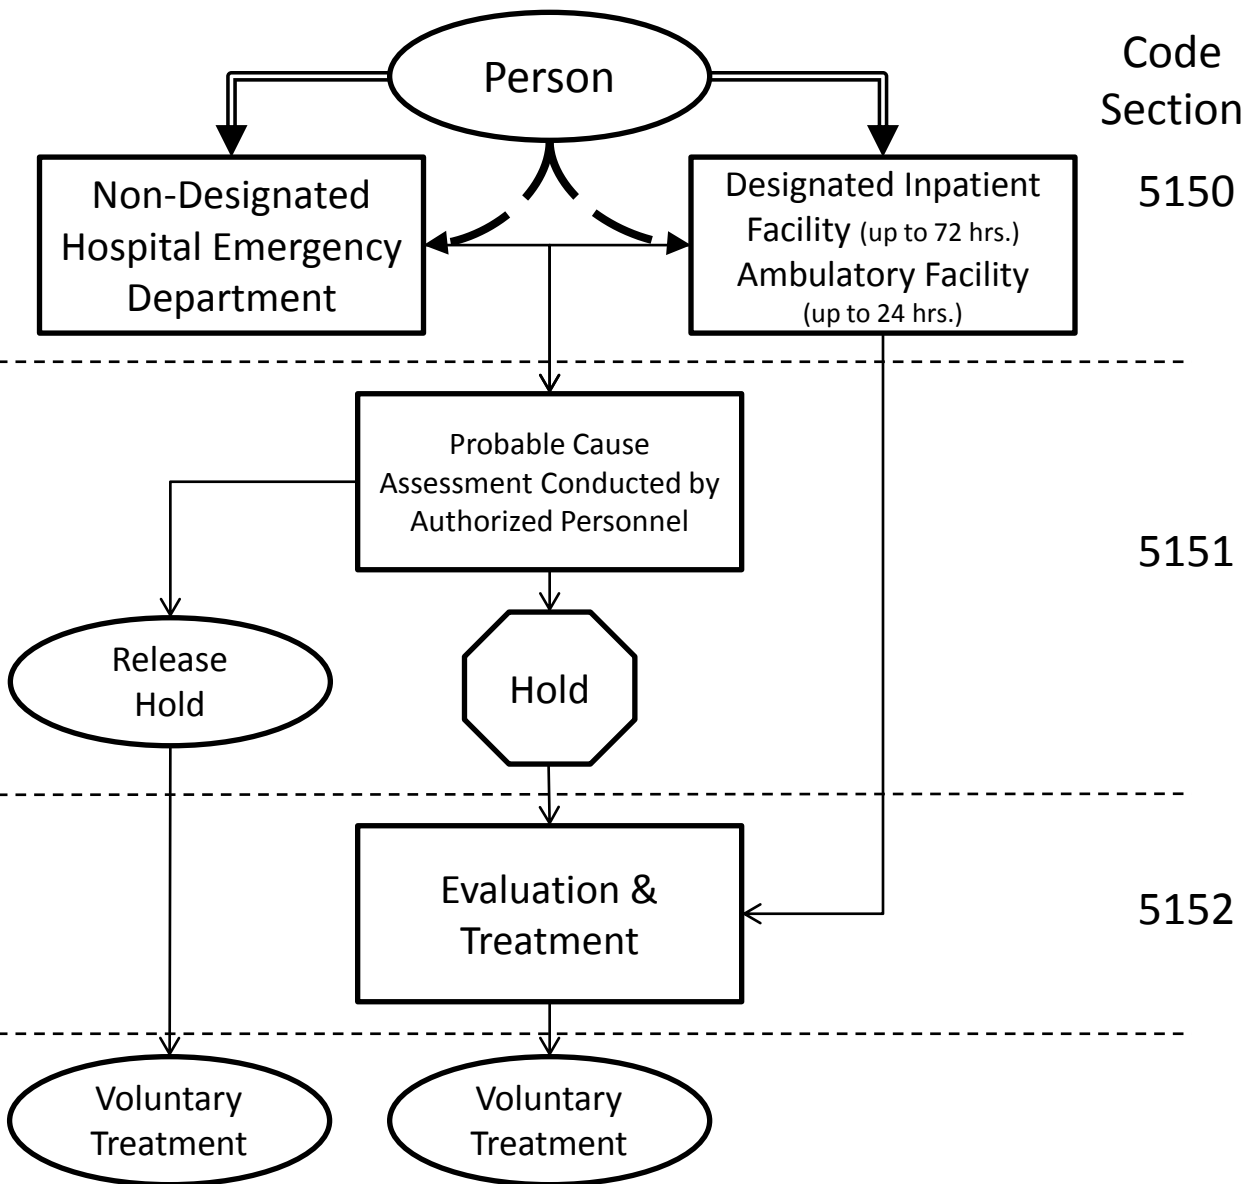 Person
Code
Section
Non-Designated
Hospital Emergency
Department
Designated Inpatient
Facility (up to 72 hrs.)
Ambulatory Facility
(up to 24 hrs.)
5150
Probable Cause
Assessment Conducted by
Authorized Personnel
5151
Release
Hold
Hold
Evaluation &
Treatment
5152
Voluntary
Treatment
Voluntary
Treatment